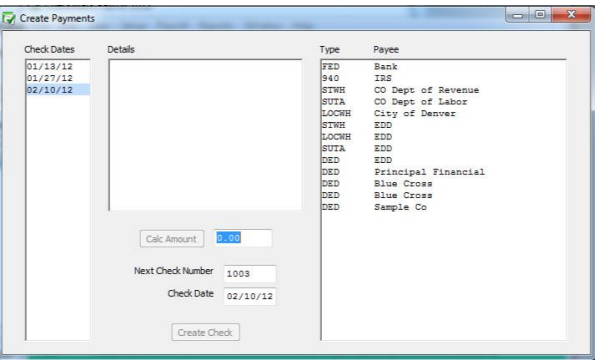 Create Payments
Check Dates
01/13/12
01/27/12
02/10/12
Details
Calc Amount 0.00
Next Check Number 1003
Check Date 02/10/12
Create Check
Type Payee
FED Bank
940 IRS
STWH CO Dept of Revenue
SUTA CO Dept of Labor
LOCWH City of Denver
STWH EDD
LOCWH EDD
SUTA EDD
DED EDD
DED Principal Financial
DED Blue Cross
DED Blue Cross
DED Sample Co